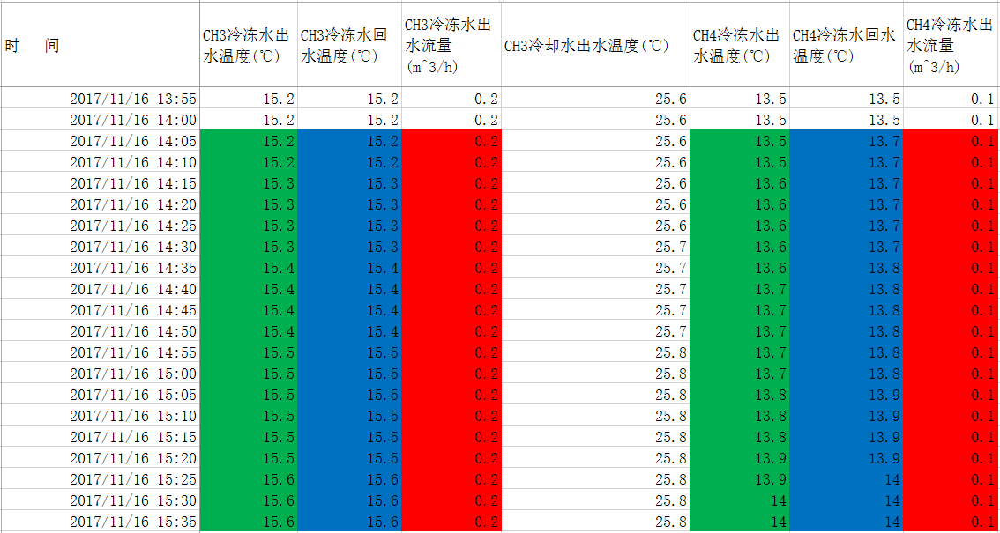 时 间 CH3冷冻水出水温度(℃) CH3冷冻水回水温度(℃) CH3冷冻水出水流量(m^3/h) CH3冷却水出水温度(℃) CH4冷冻水出水温度(℃) CH4冷冻水回水温度(℃) CH4冷冻水出水流量(m^3/h)
2017/11/16 13:55 15.2 15.2 0.2 25.6 13.5 13.5 0.1
2017/11/16 14:00 15.2 15.2 0.2 25.6 13.5 13.5 0.1
2017/11/16 14:05 15.2 15.2 0.2 25.6 13.5 13.7 0.1
2017/11/16 14:10 15.2 15.2 0.2 25.6 13.5 13.7 0.1
2017/11/16 14:15 15.3 15.3 0.2 25.6 13.6 13.7 0.1
2017/11/16 14:20 15.3 15.3 0.2 25.6 13.6 13.7 0.1
2017/11/16 14:25 15.3 15.3 0.2 25.6 13.6 13.7 0.1
2017/11/16 14:30 15.3 15.3 0.2 25.7 13.6 13.7 0.1
2017/11/16 14:35 15.4 15.4 0.2 25.7 13.6 13.8 0.1
2017/11/16 14:40 15.4 15.4 0.2 25.7 13.7 13.8 0.1
2017/11/16 14:45 15.4 15.4 0.2 25.7 13.7 13.8 0.1
2017/11/16 14:50 15.4 15.4 0.2 25.7 13.7 13.8 0.1
2017/11/16 14:55 15.5 15.5 0.2 25.8 13.7 13.8 0.1
2017/11/16 15:00 15.5 15.5 0.2 25.8 13.7 13.8 0.1
2017/11/16 15:05 15.5 15.5 0.2 25.8 13.8 13.9 0.1
2017/11/16 15:10 15.5 15.5 0.2 25.8 13.8 13.9 0.1
2017/11/16 15:15 15.5 15.5 0.2 25.8 13.8 13.9 0.1
2017/11/16 15:20 15.5 15.5 0.2 25.8 13.9 13.9 0.1
2017/11/16 15:25 15.6 15.6 0.2 25.8 13.9 14 0.1
2017/11/16 15:30 15.6 15.6 0.2 25.8 14 14 0.1
2017/11/16 15:35 15.6 15.6 0.2 25.8 14 14 0.1